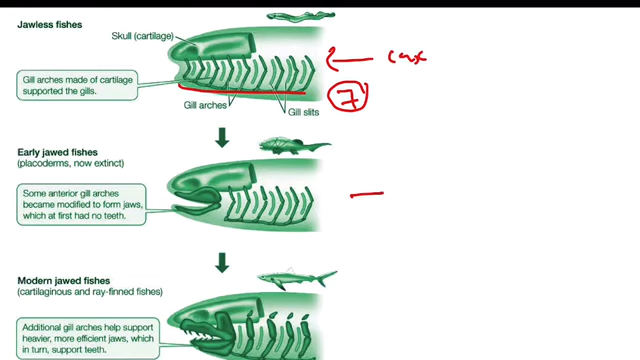 Jawless fishes
Skull (cartilage)
Gill arches made of cartilage
supported the gills.
Gill arches
Gill slits
7
Early jawed fishes
(placoderms, now extinct)
Some anterior gill arches
became modified to form jaws,
which at first had no teeth.
Modern jawed fishes
(cartilaginous and ray-finned fishes)
Additional gill arches help support
heavier, more efficient jaws, which
in turn, support teeth.